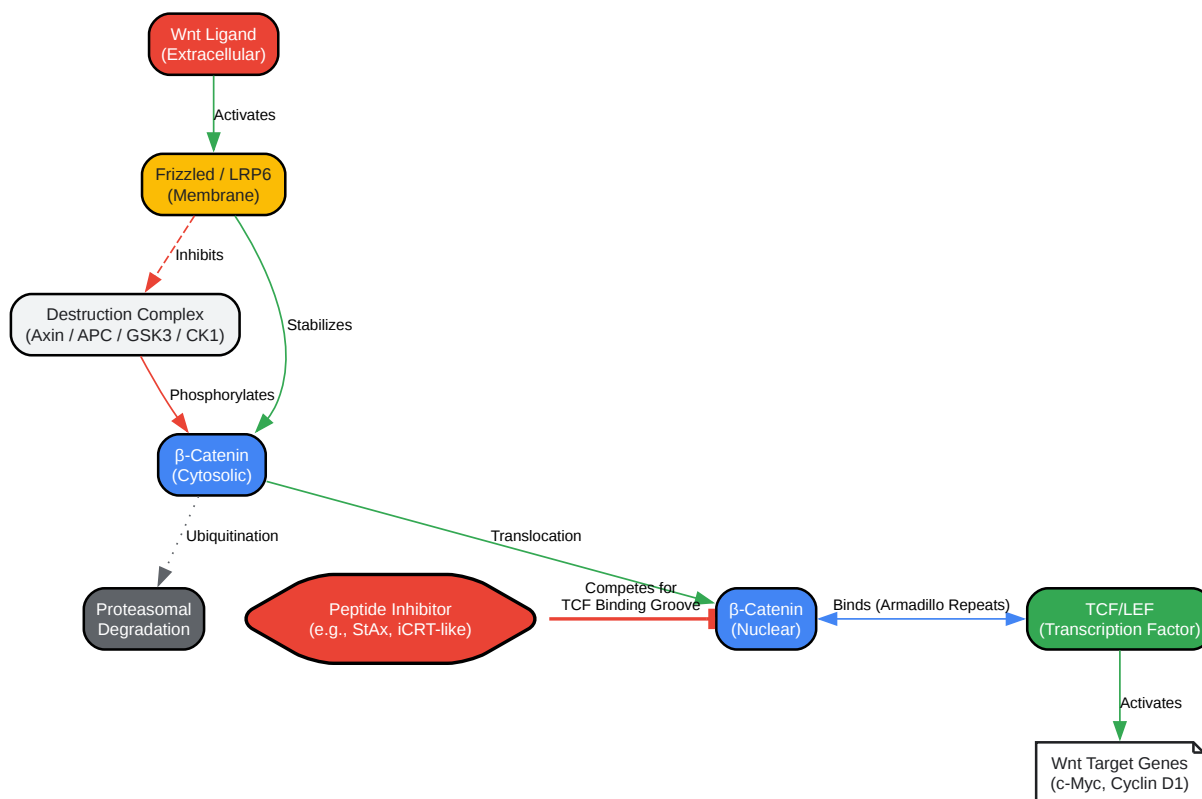 Wnt Ligand
(Extracellular)
Activates
Frizzled / LRP6
(Membrane)
Inhibits
Destruction Complex
(Axin / APC / GSK3 / CK1)
Stabilizes
Phosphorylates
β-Catenin
(Cytosolic)
Ubiquitination
Translocation
Proteasomal
Degradation
Peptide Inhibitor
(e.g., StAx, iCRT-like)
Competes for
TCF Binding Groove
β-Catenin
(Nuclear)
Binds (Armadillo Repeats)
TCF/LEF
(Transcription Factor)
Activates
Wnt Target Genes
(c-Myc, Cyclin D1)